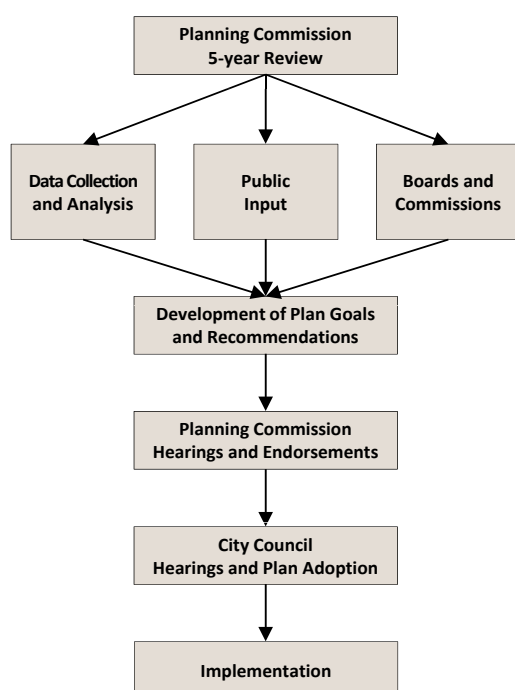 Planning Commission
5-year Review
Data Collection
and Analysis
Public
Input
Boards and
Commissions
Development of Plan Goals
and Recommendations
Planning Commission
Hearings and Endorsements
City Council
Hearings and Plan Adoption
Implementation